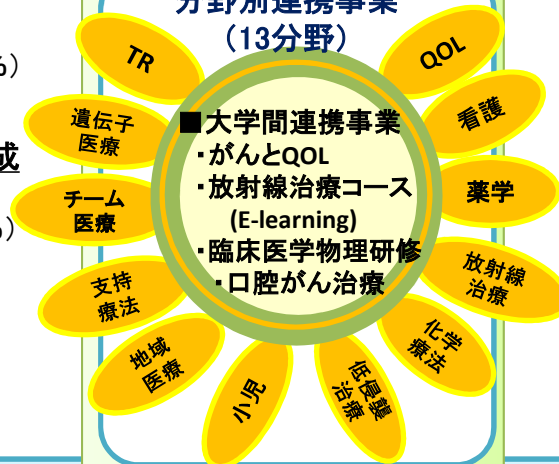 分野別連携事業
（13分野）
%）
成
%）
TR
QOL
遺伝子
医療
看護
チーム
医療
薬学
支持
療法
放射線
治療
地域
医療
化学
療法
小児
低侵襲
治療
■大学間連携事業
・がんとQOL
・放射線治療コース
(E-learning)
・臨床医学物理研修
・口腔がん治療